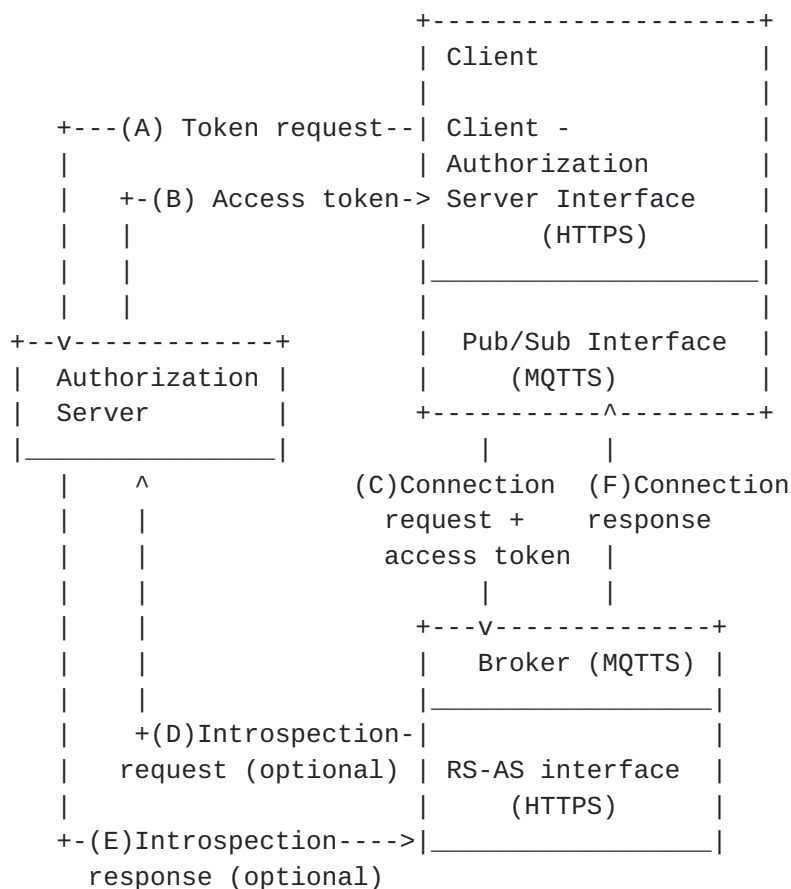 Client
+---(A) Token request--| Client -
Authorization
+-(B) Access token-> Server Interface
(HTTPS)
Pub/Sub Interface
Authorization (MQTTS)
Server
(C)Connection (F)Connection
request + response
access token
Broker (MQTTS)
+(D)Introspection-
request (optional) RS-AS interface
(HTTPS)
+-(E)Introspection---->
response (optional)